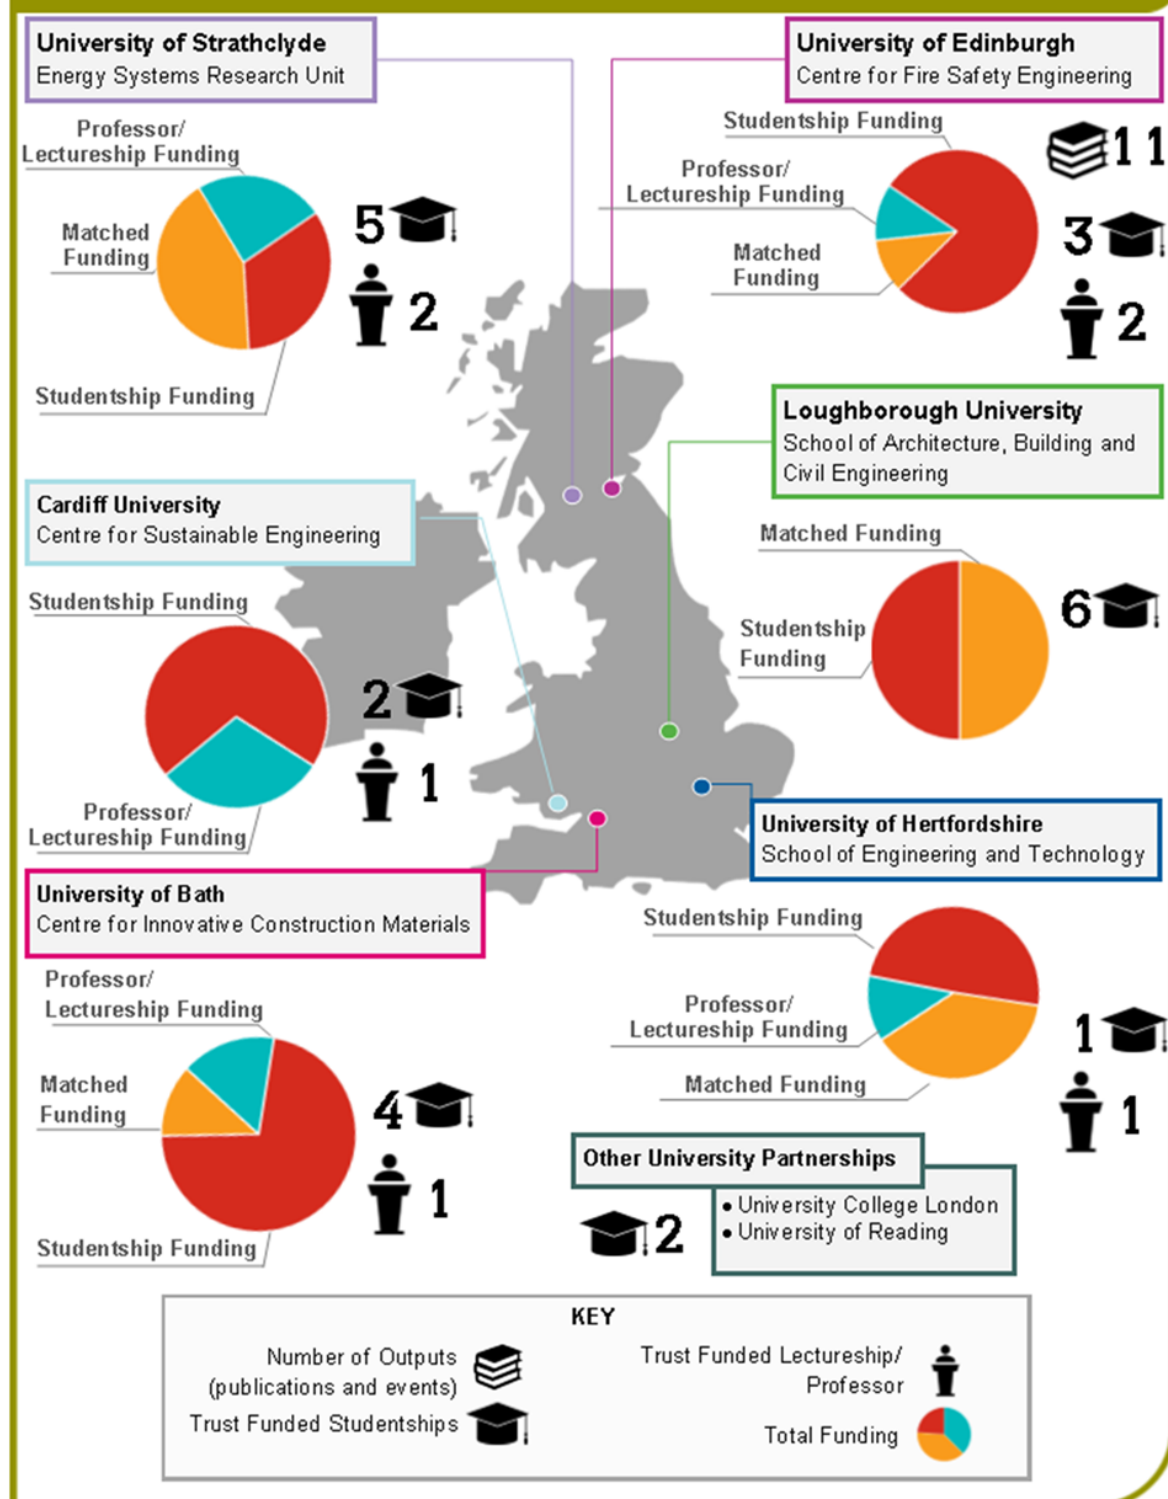 University of Strathclyde
Energy Systems Research Unit
Professor/
Lectureship Funding
Matched
Funding
Studentship Funding
5
2
University of Edinburgh
Centre for Fire Safety Engineering
Studentship Funding
Professor/
Lectureship Funding
Matched
Funding
11
3
2
Loughborough University
School of Architecture, Building and
Civil Engineering
Matched Funding
Studentship
Funding
6
Cardiff University
Centre for Sustainable Engineering
Studentship Funding
Professor/
Lectureship Funding
2
1
University of Hertfordshire
School of Engineering and Technology
Studentship Funding
Professor/
Lectureship Funding
Matched Funding
1
1
University of Bath
Centre for Innovative Construction Materials
Professor/
Lectureship Funding
Matched
Funding
Studentship Funding
4
1
Other University Partnerships
• University College London
• University of Reading
2
KEY
Number of Outputs
(publications and events)
Trust Funded Studentships
Trust Funded Lectureship/
Professor
Total Funding